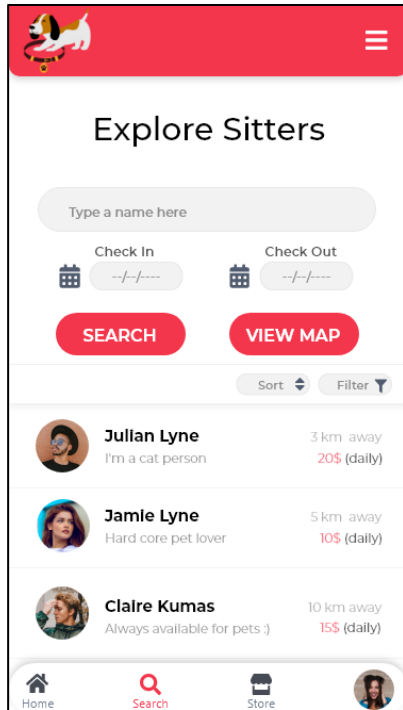 Explore Sitters
Type a name here
Check In Check Out
--/--/---- --/--/----
SEARCH VIEW MAP
Sort Filter
Julian Lyne 3 km away
I'm a cat person 20$ (daily)
Jamie Lyne 5 km away
Hard core pet lover 10$ (daily)
Claire Kumas 10 km away
Always available for pets :) 15$ (daily)
Home Search Store